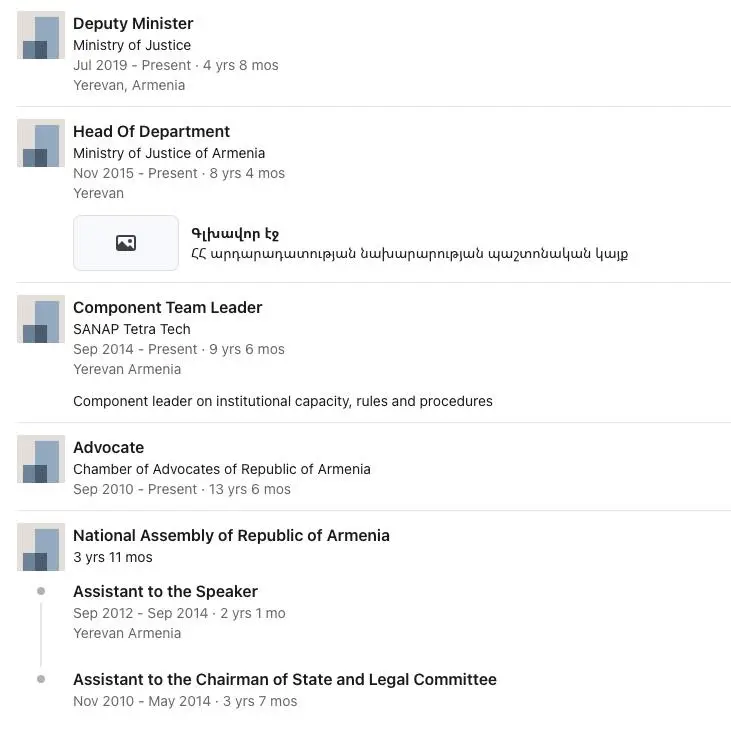 Deputy Minister
Ministry of Justice
Jul 2019 - Present · 4 yrs 8 mos
Yerevan, Armenia
Head Of Department
Ministry of Justice of Armenia
Nov 2015 - Present · 8 yrs 4 mos
Yerevan
Գլխավոր էջ
ՀՀ արդարադատության նախարարության պաշտոնական կայք
Component Team Leader
SANAP Tetra Tech
Sep 2014 - Present · 9 yrs 6 mos
Yerevan Armenia
Component leader on institutional capacity, rules and procedures
Advocate
Chamber of Advocates of Republic of Armenia
Sep 2010 - Present · 13 yrs 6 mos
National Assembly of Republic of Armenia
3 yrs 11 mos
Assistant to the Speaker
Sep 2012 - Sep 2014 · 2 yrs 1 mo
Yerevan Armenia
Assistant to the Chairman of State and Legal Committee
Nov 2010 - May 2014 · 3 yrs 7 mos